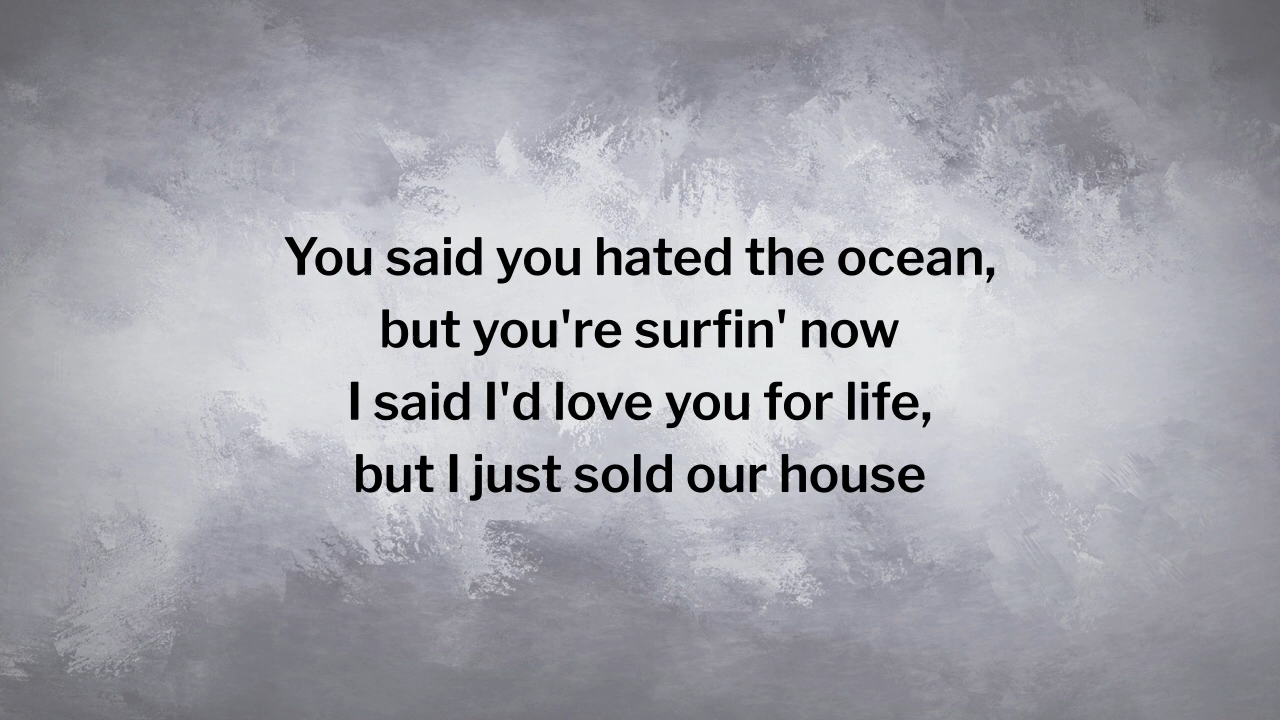 You said you hated the ocean,
but you're surfin' now
I said I'd love you for life,
but I just sold our house